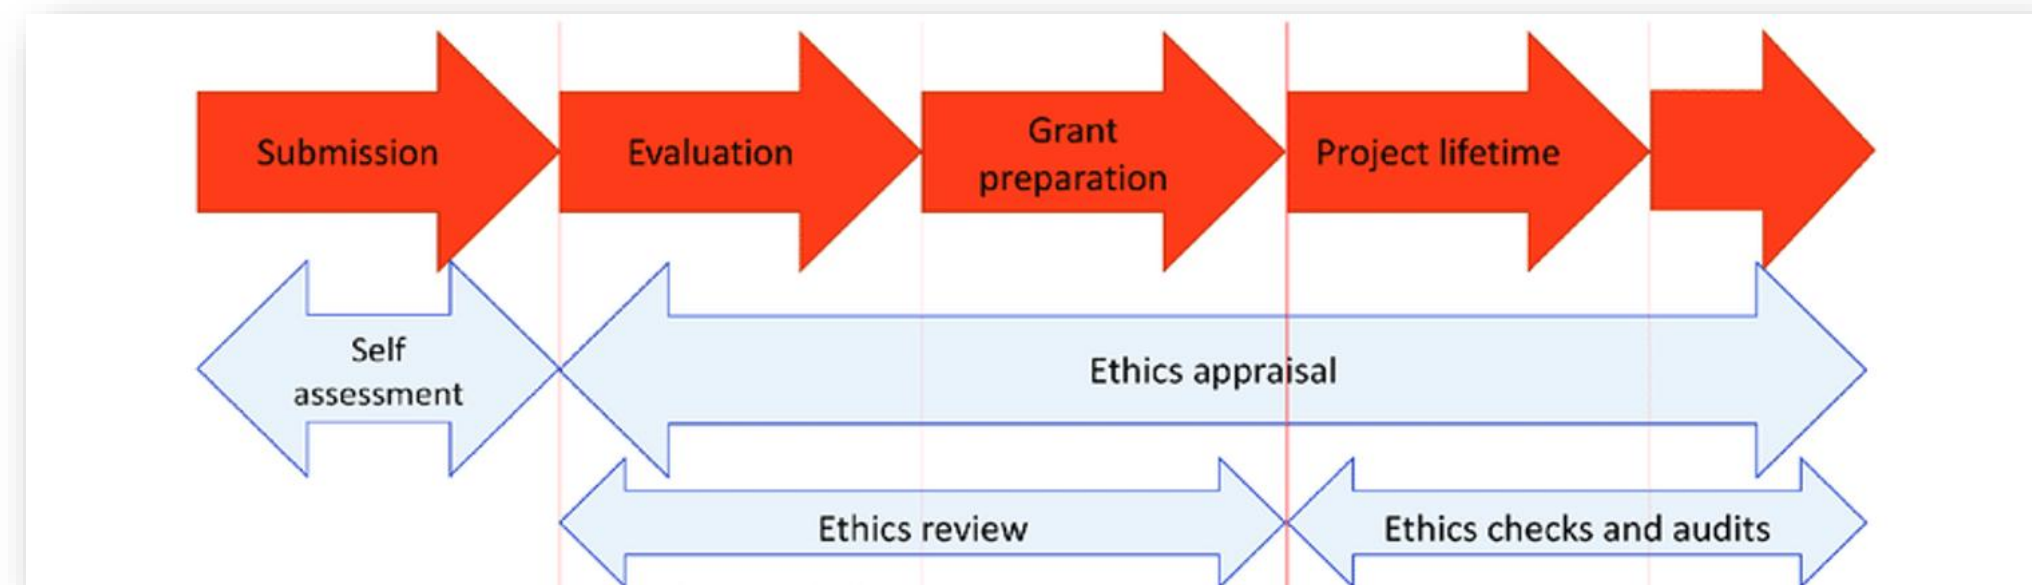 Submission
Evaluation
Grant
preparation
Project lifetime
Self
assessment
Ethics appraisal
Ethics review
Ethics checks and audits